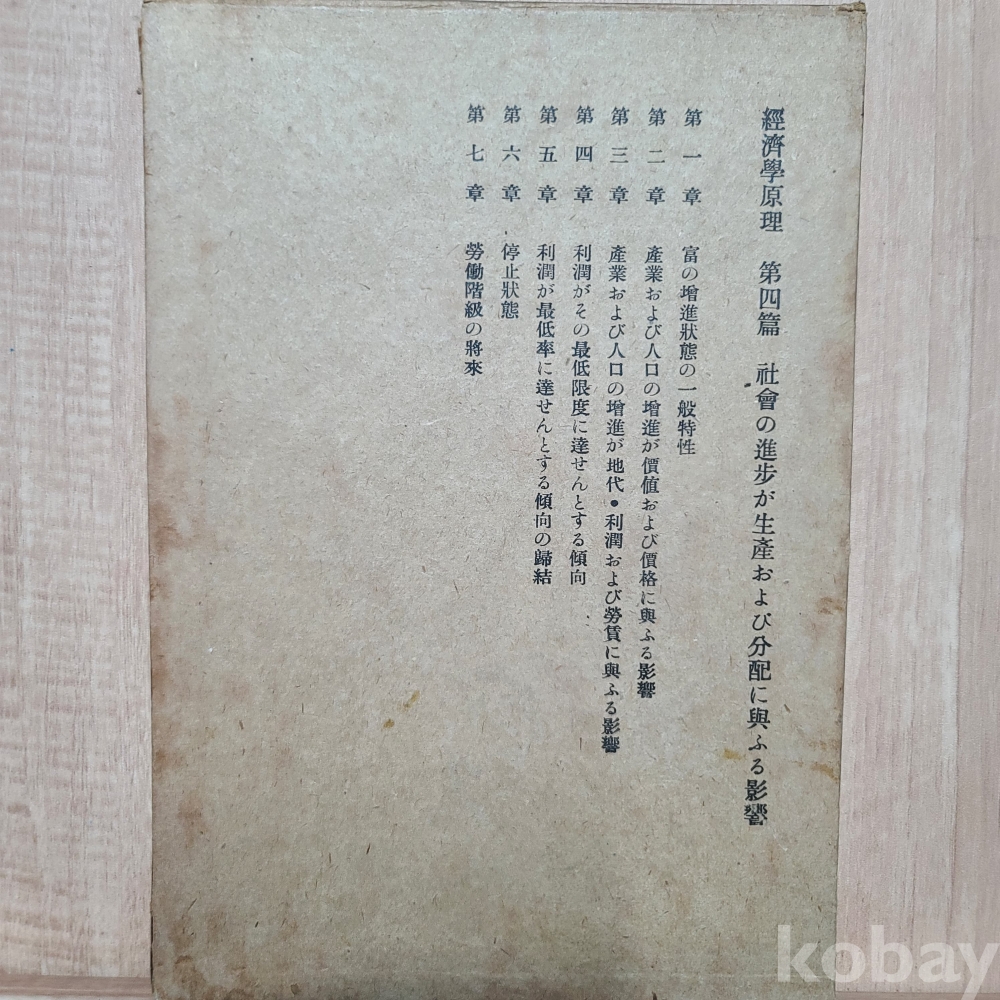 經濟學原理 第四篇 社會の進步が生產および分配に與ふる影響
第一章 富の增進狀態の一般特性
第二章 產業および人口の增進が價値および價格に與ふる影響
第三章 產業および人口の增進が地代・利潤および勞賃に與ふる影響
第四章 利潤がその最低限度に達せんとする傾向
第五章 利潤が最低率に達せんとする傾向の歸結
第六章 停止狀態
第七章 勞働階級の將來
kobay